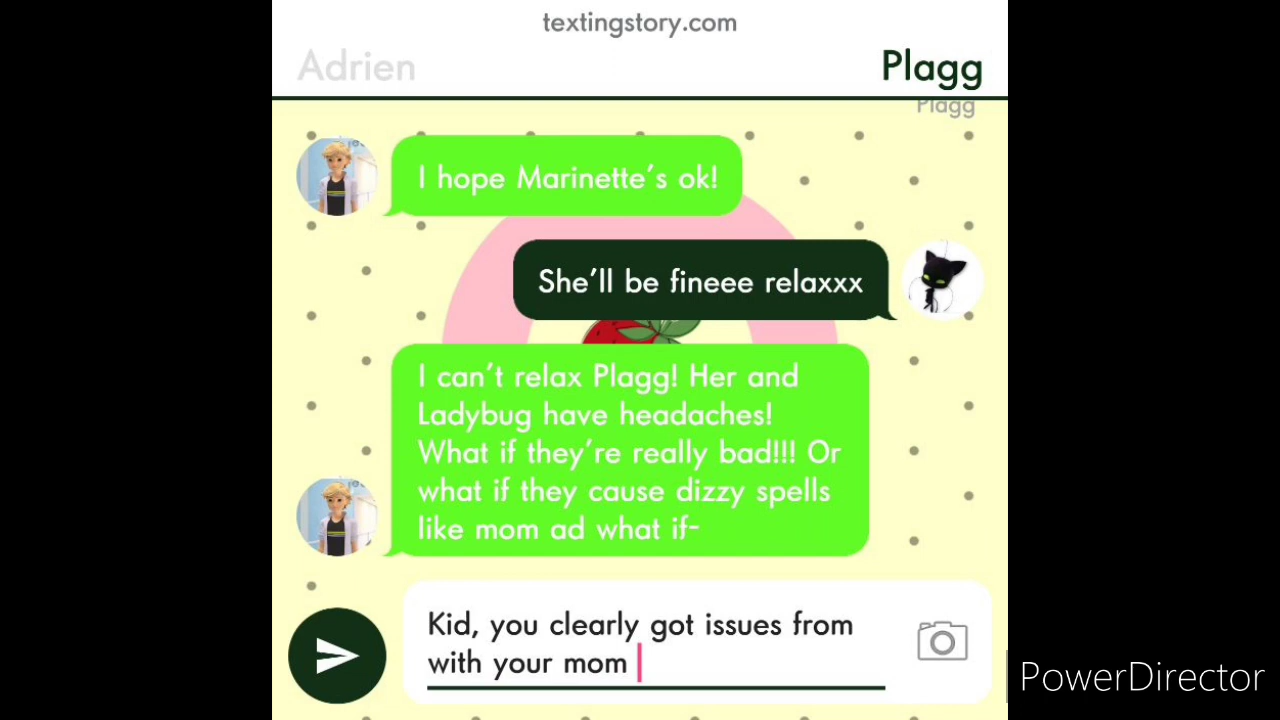 textingstory.com
Adrien
Plagg
Plagg
I hope Marinette's ok!
She'll be fineee relaxxx
I can't relax Plagg! Her and
Ladybug have headaches!
What if they're really bad!!! Or
what if they cause dizzy spells
like mom ad what if-
Kid, you clearly got issues from
with your mom
PowerDirector